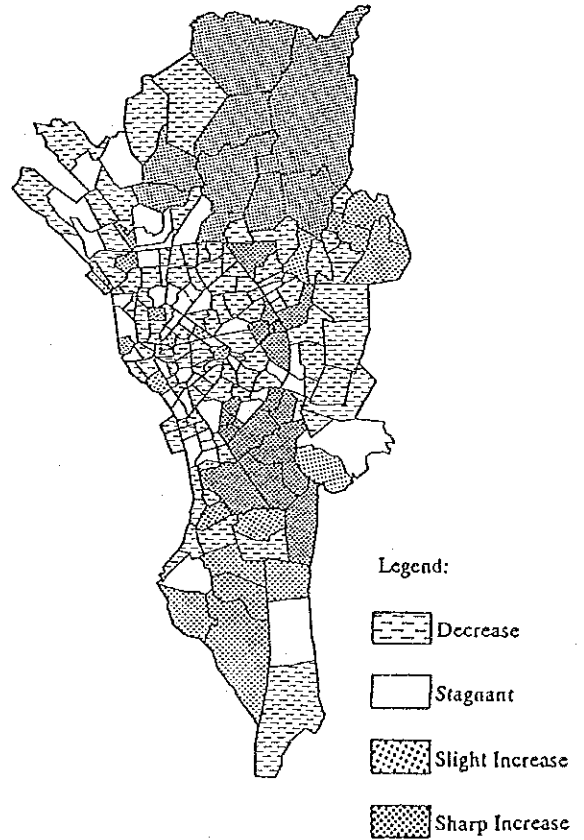 Legend:
Decrease
Stagnant
Slight Increase
Sharp Increase